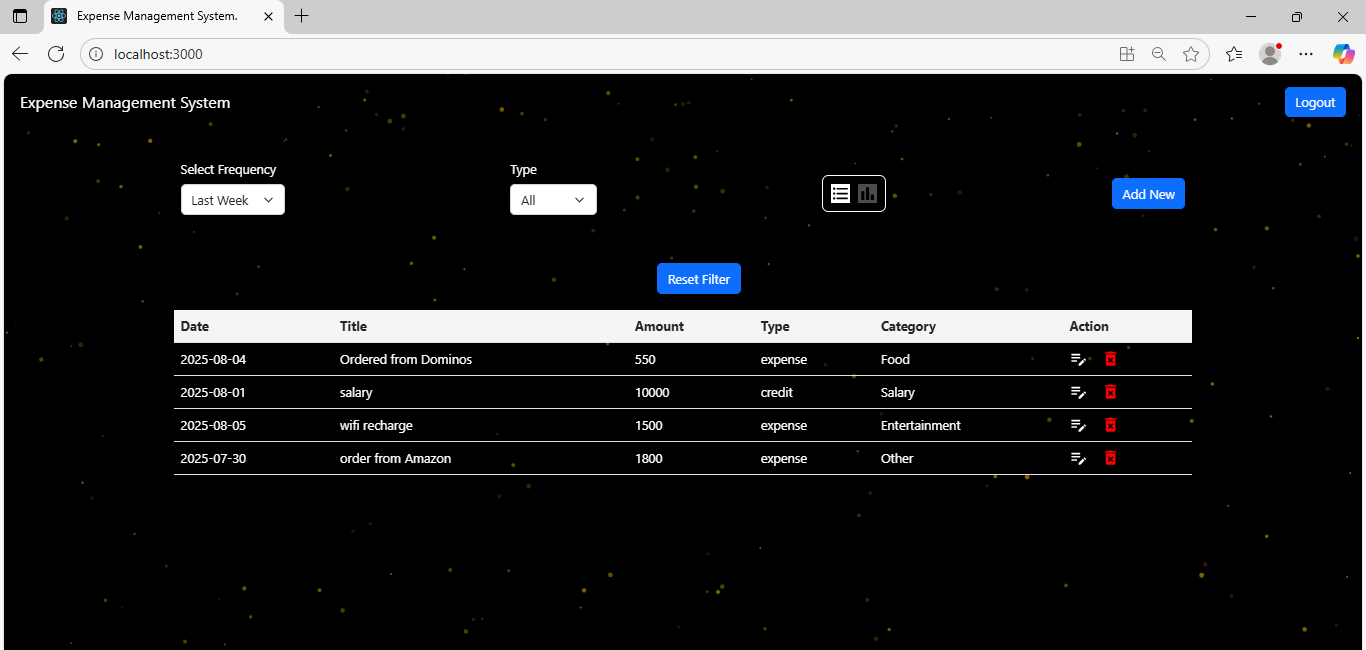 Expense Management System.
localhost:3000
Expense Management System Logout
Select Frequency Type
Last Week All Add New
Reset Filter
Date Title Amount Type Category Action
2025-08-04 Ordered from Dominos 550 expense Food
2025-08-01 salary 10000 credit Salary
2025-08-05 wifi recharge 1500 expense Entertainment
2025-07-30 order from Amazon 1800 expense Other